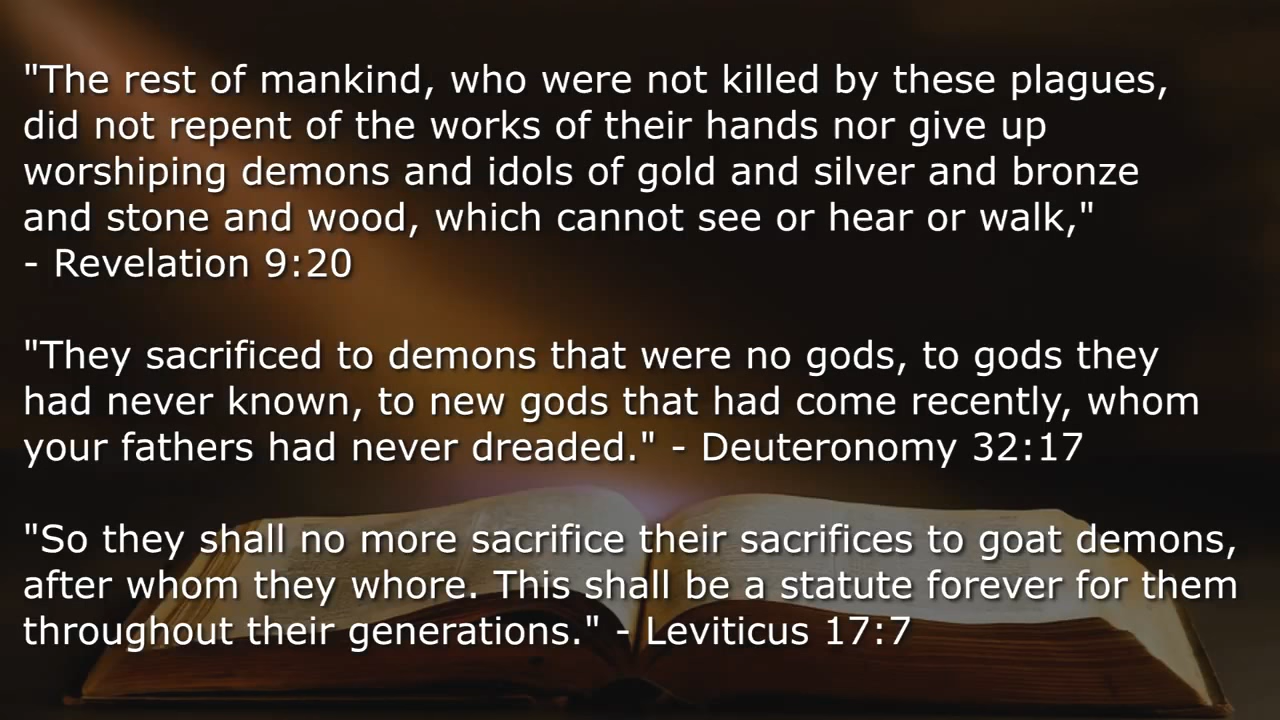 "The rest of mankind, who were not killed by these plagues,
did not repent of the works of their hands nor give up
worshiping demons and idols of gold and silver and bronze
and stone and wood, which cannot see or hear or walk,"
- Revelation 9:20
"They sacrificed to demons that were no gods, to gods they
had never known, to new gods that had come recently, whom
your fathers had never dreaded." - Deuteronomy 32:17
"So they shall no more sacrifice their sacrifices to goat demons,
after whom they whore. This shall be a statute forever for them
throughout their generations." - Leviticus 17:7